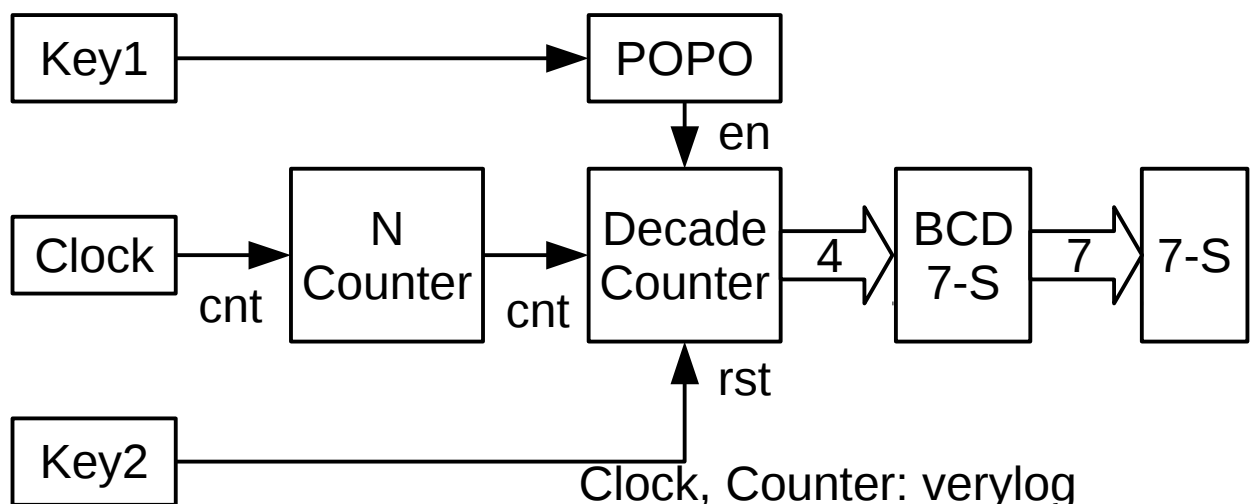 Key1
POPO
en
Clock
cnt
N
Counter
cnt
Decade
Counter
4
BCD
7-S
7
7-S
rst
Key2
Clock, Counter: verylog